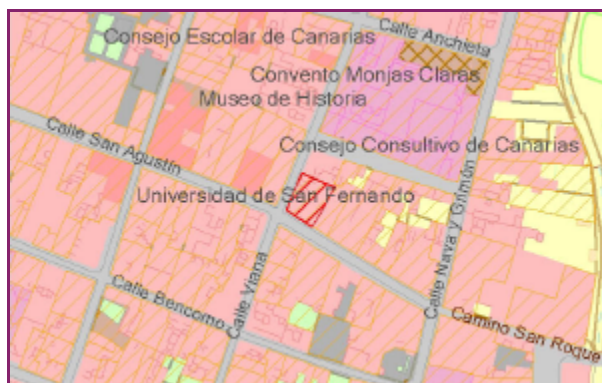 Calle Anchieta
Consejo Escolar de Canarias
Convento Monjas Claras
Museo de Historia
Calle San Agustín
Consejo Consultivo de Canarias
Universidad de San Fernando
Calle Nava y Grimón
Calle Viana
Calle Bencomo
Camino San Roque